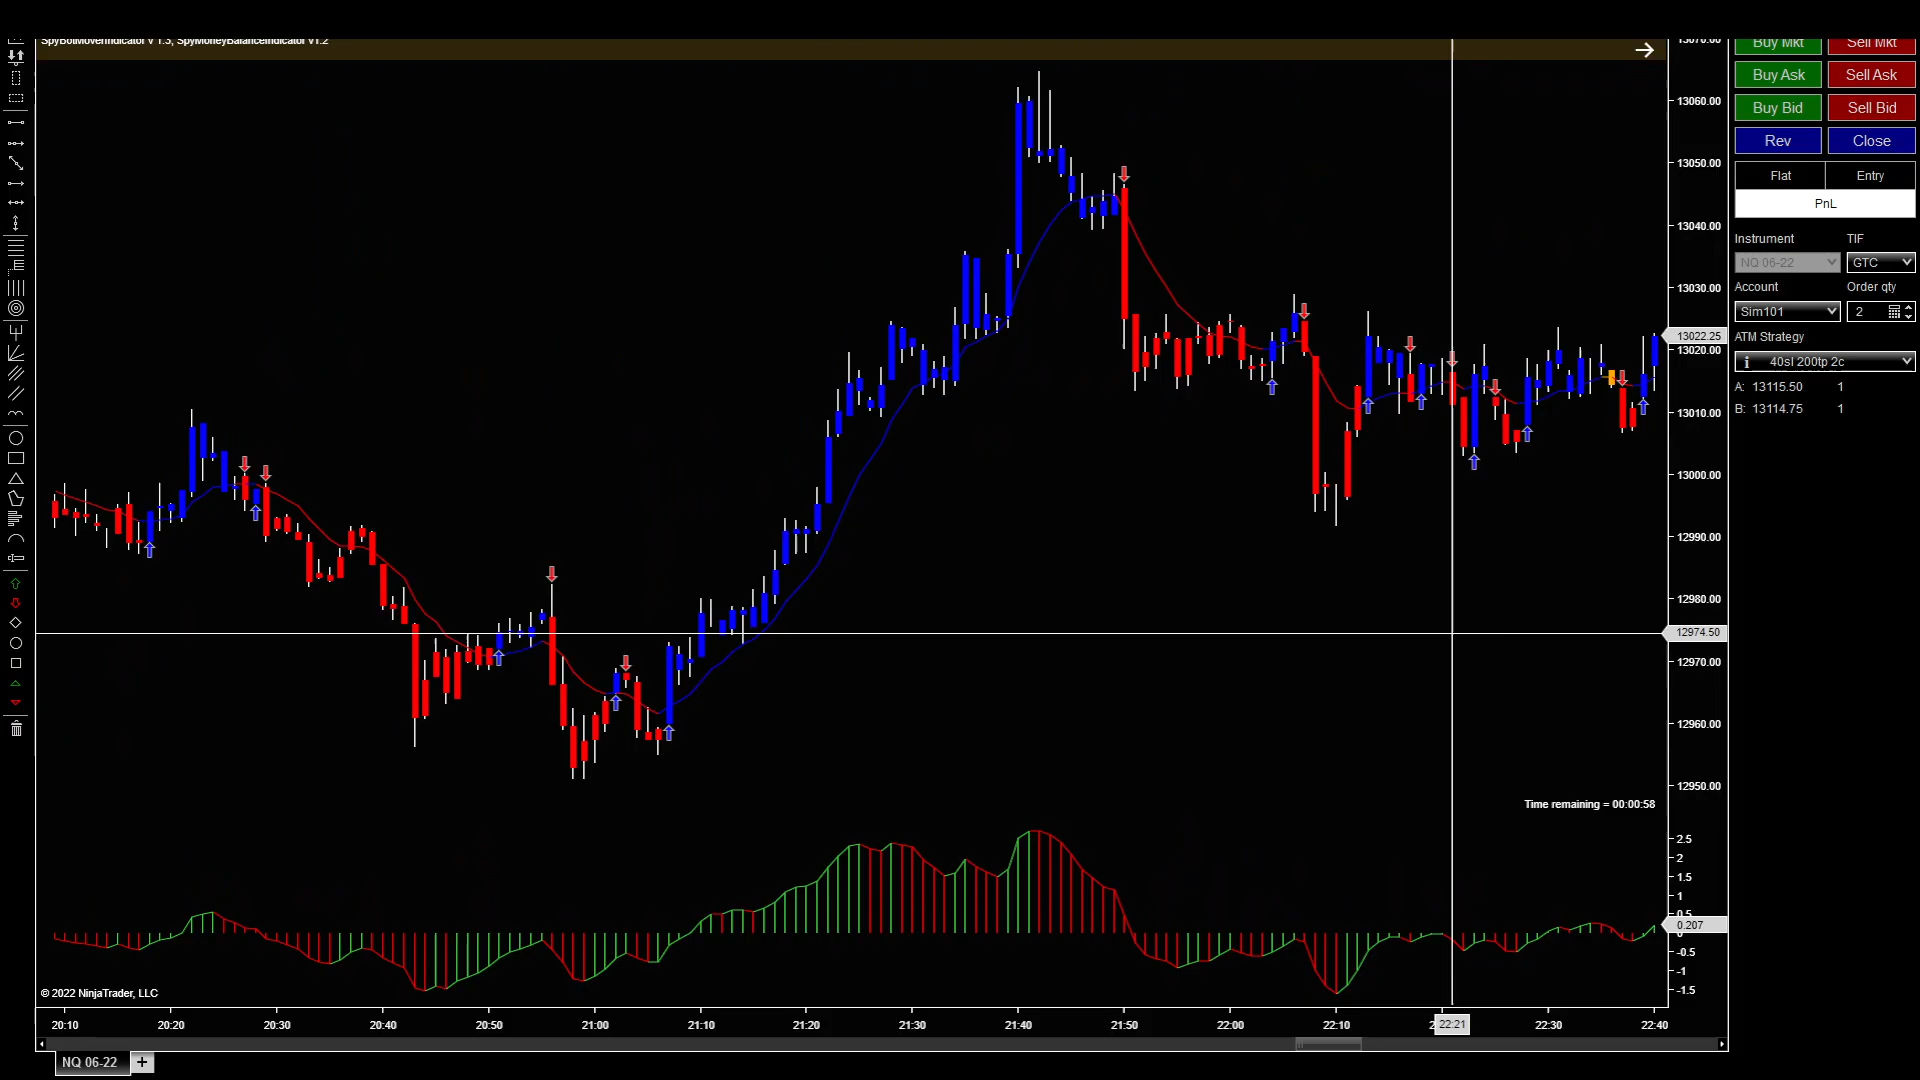 SpyBotMoverIndicator V 1.3, SpyMoneyBalanceIndicator V1.2
13070.00
13060.00
13050.00
13040.00
13030.00
13022.25
13020.00
13010.00
13000.00
12990.00
12980.00
12974.50
12970.00
12960.00
12950.00
Time remaining = 00:00:58
2.5
2
1.5
1
0.5
0.207
0
-0.5
-1
-1.5
© 2022 NinjaTrader, LLC
20:10 20:20 20:30 20:40 20:50 21:00 21:10 21:20 21:30 21:40 21:50 22:00 22:10 2 22:21 22:30 22:40
NQ 06-22 +
Buy Mkt Sell Mkt
Buy Ask Sell Ask
Buy Bid Sell Bid
Rev Close
Flat Entry
PnL
Instrument TIF
NQ 06-22 GTC
Account Order qty
Sim101 2
ATM Strategy
i 40sl 200tp 2c
A: 13115.50 1
B: 13114.75 1